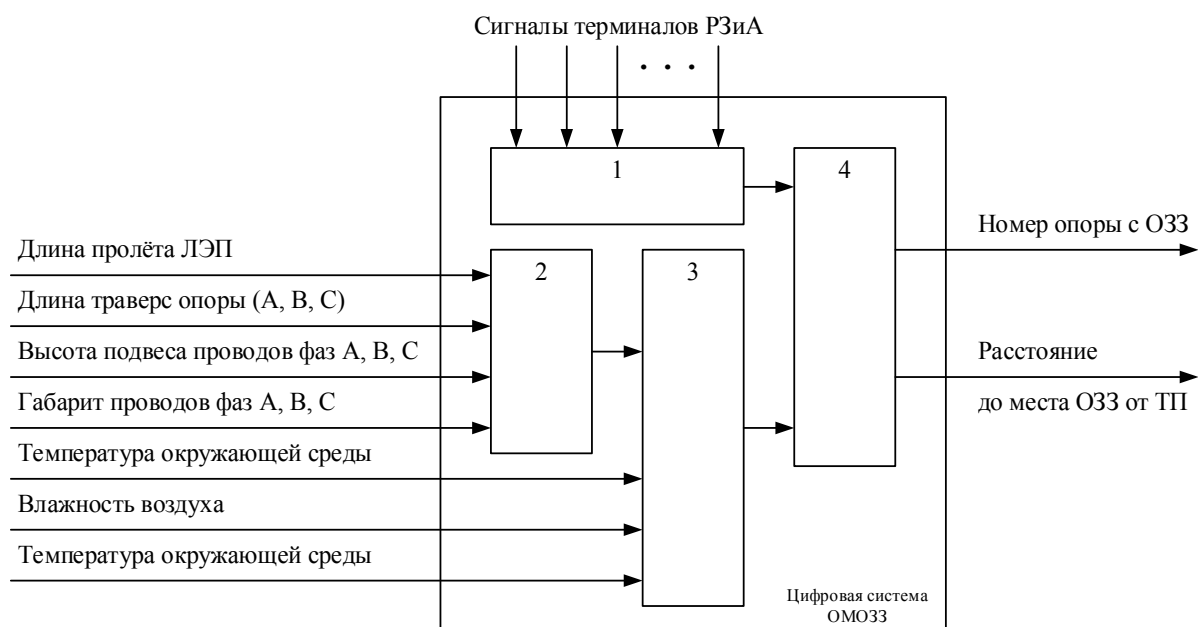 Сигналы терминалов РЗиА
. . .
1
4
Номер опоры с ОЗЗ
Длина пролёта ЛЭП
2
3
Длина траверс опоры (А, В, С)
Высота подвеса проводов фаз А, В, С
Расстояние
Габарит проводов фаз А, В, С
до места ОЗЗ от ТП
Температура окружающей среды
Влажность воздуха
Температура окружающей среды
Цифровая система
ОМОЗЗ